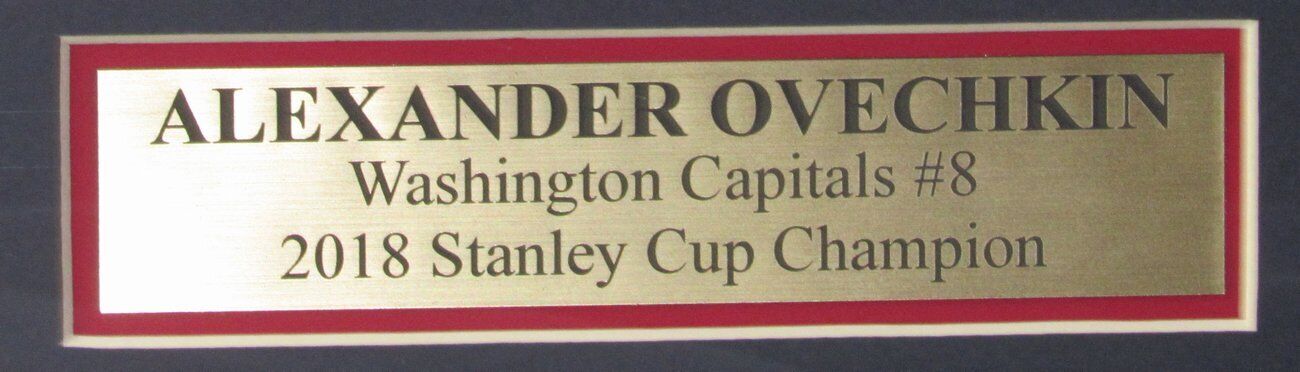 ALEXANDER OVECHKIN
Washington Capitals #8
2018 Stanley Cup Champion